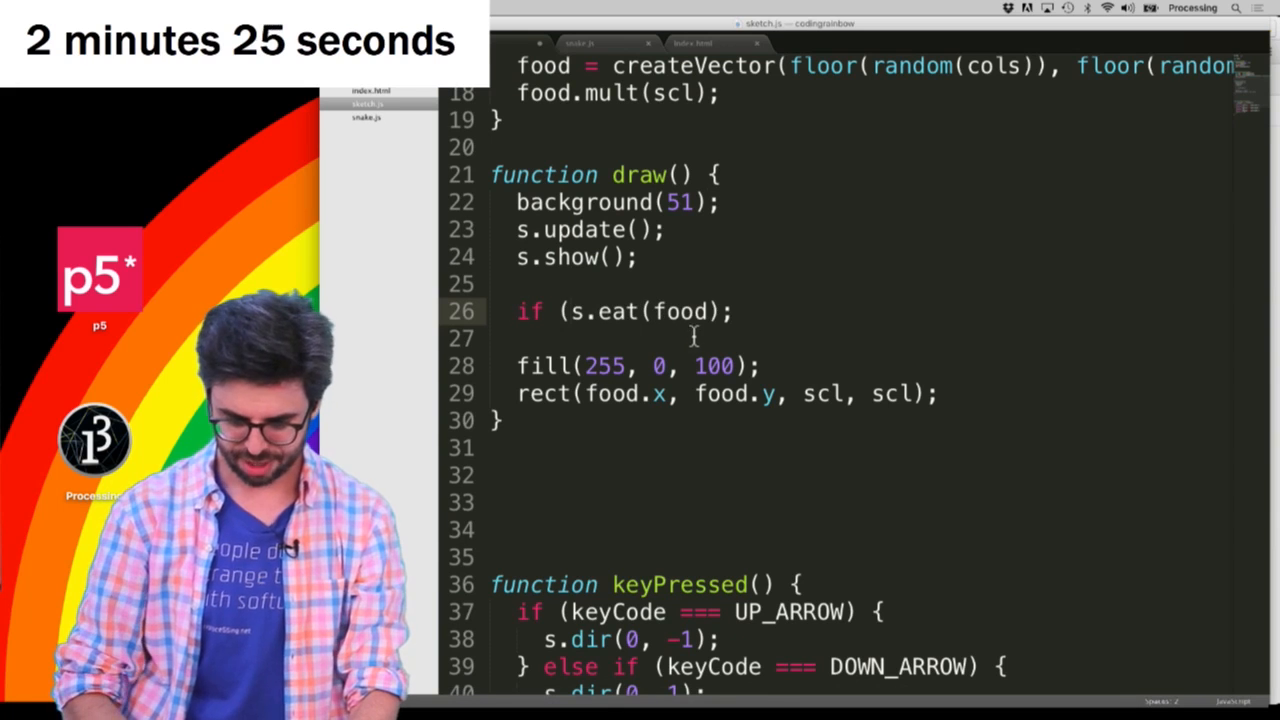 2 minutes 25 seconds
Processing
sketch.js — codingrainbow
snake.js
index.html
index.html
sketch.js
snake.js
food = createVector(floor(random(cols)), floor(random
18 food.mult(scl);
19 }
20
21 function draw() {
22 background(51);
23 s.update();
24 s.show();
25
26 if (s.eat(food);
27
28 fill(255, 0, 100);
29 rect(food.x, food.y, scl, scl);
30 }
31
32
33
34
35
36 function keyPressed() {
37 if (keyCode === UP_ARROW) {
38 s.dir(0, -1);
39 } else if (keyCode === DOWN_ARROW) {
40 s.dir(0, 1);
p5*
p5
Processing
Spaces: 2
JavaScript